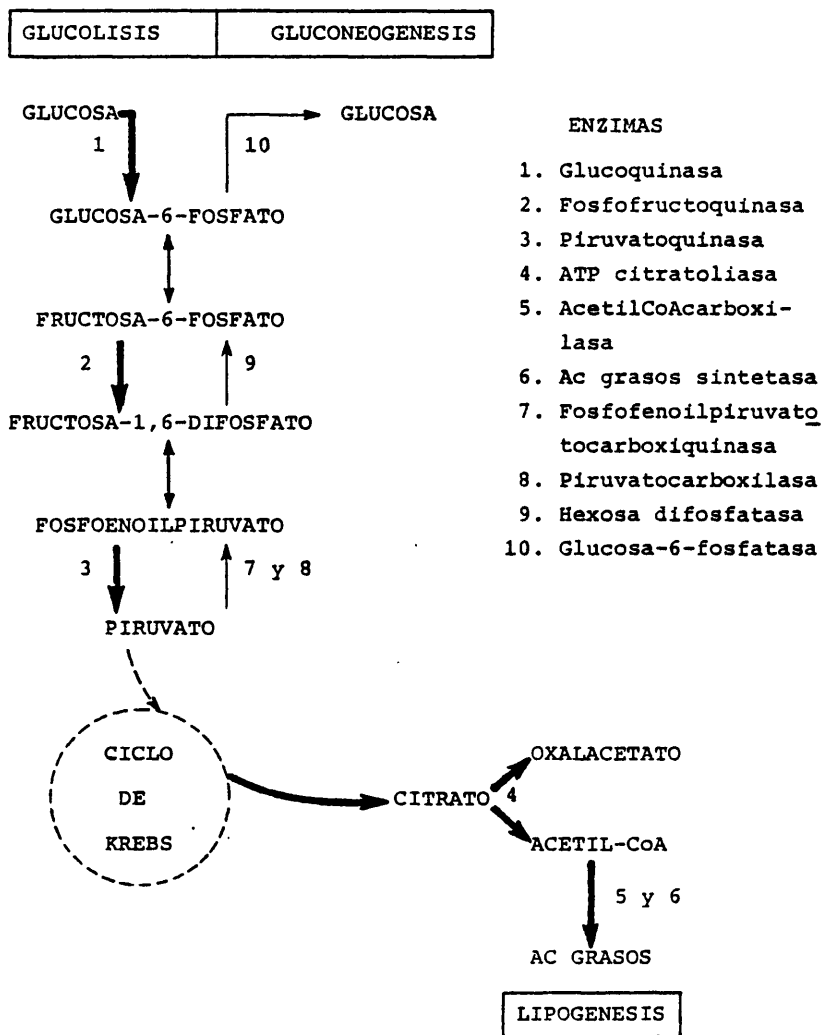 GLUCOLISIS GLUCONEOGENESIS
GLUCOSA GLUCOSA
1 10
GLUCOSA-6-FOSFATO
FRUCTOSA-6-FOSFATO
2 9
FRUCTOSA-1,6-DIFOSFATO
FOSFOENOILPIRUVATO
3 7 y 8
PIRUVATO
CICLO
DE
KREBS
CITRATO 4
OXALACETATO
ACETIL-CoA
5 y 6
AC GRASOS
LIPOGENESIS
ENZIMAS
1. Glucoquinasa
2. Fosfofructoquinasa
3. Piruvatoquinasa
4. ATP citratoliasa
5. AcetilCoAcarboxi-
lasa
6. Ac grasos sintetasa
7. Fosfofenoilpiruvato
tocarboxiquinasa
8. Piruvatocarboxilasa
9. Hexosa difosfatasa
10. Glucosa-6-fosfatasa